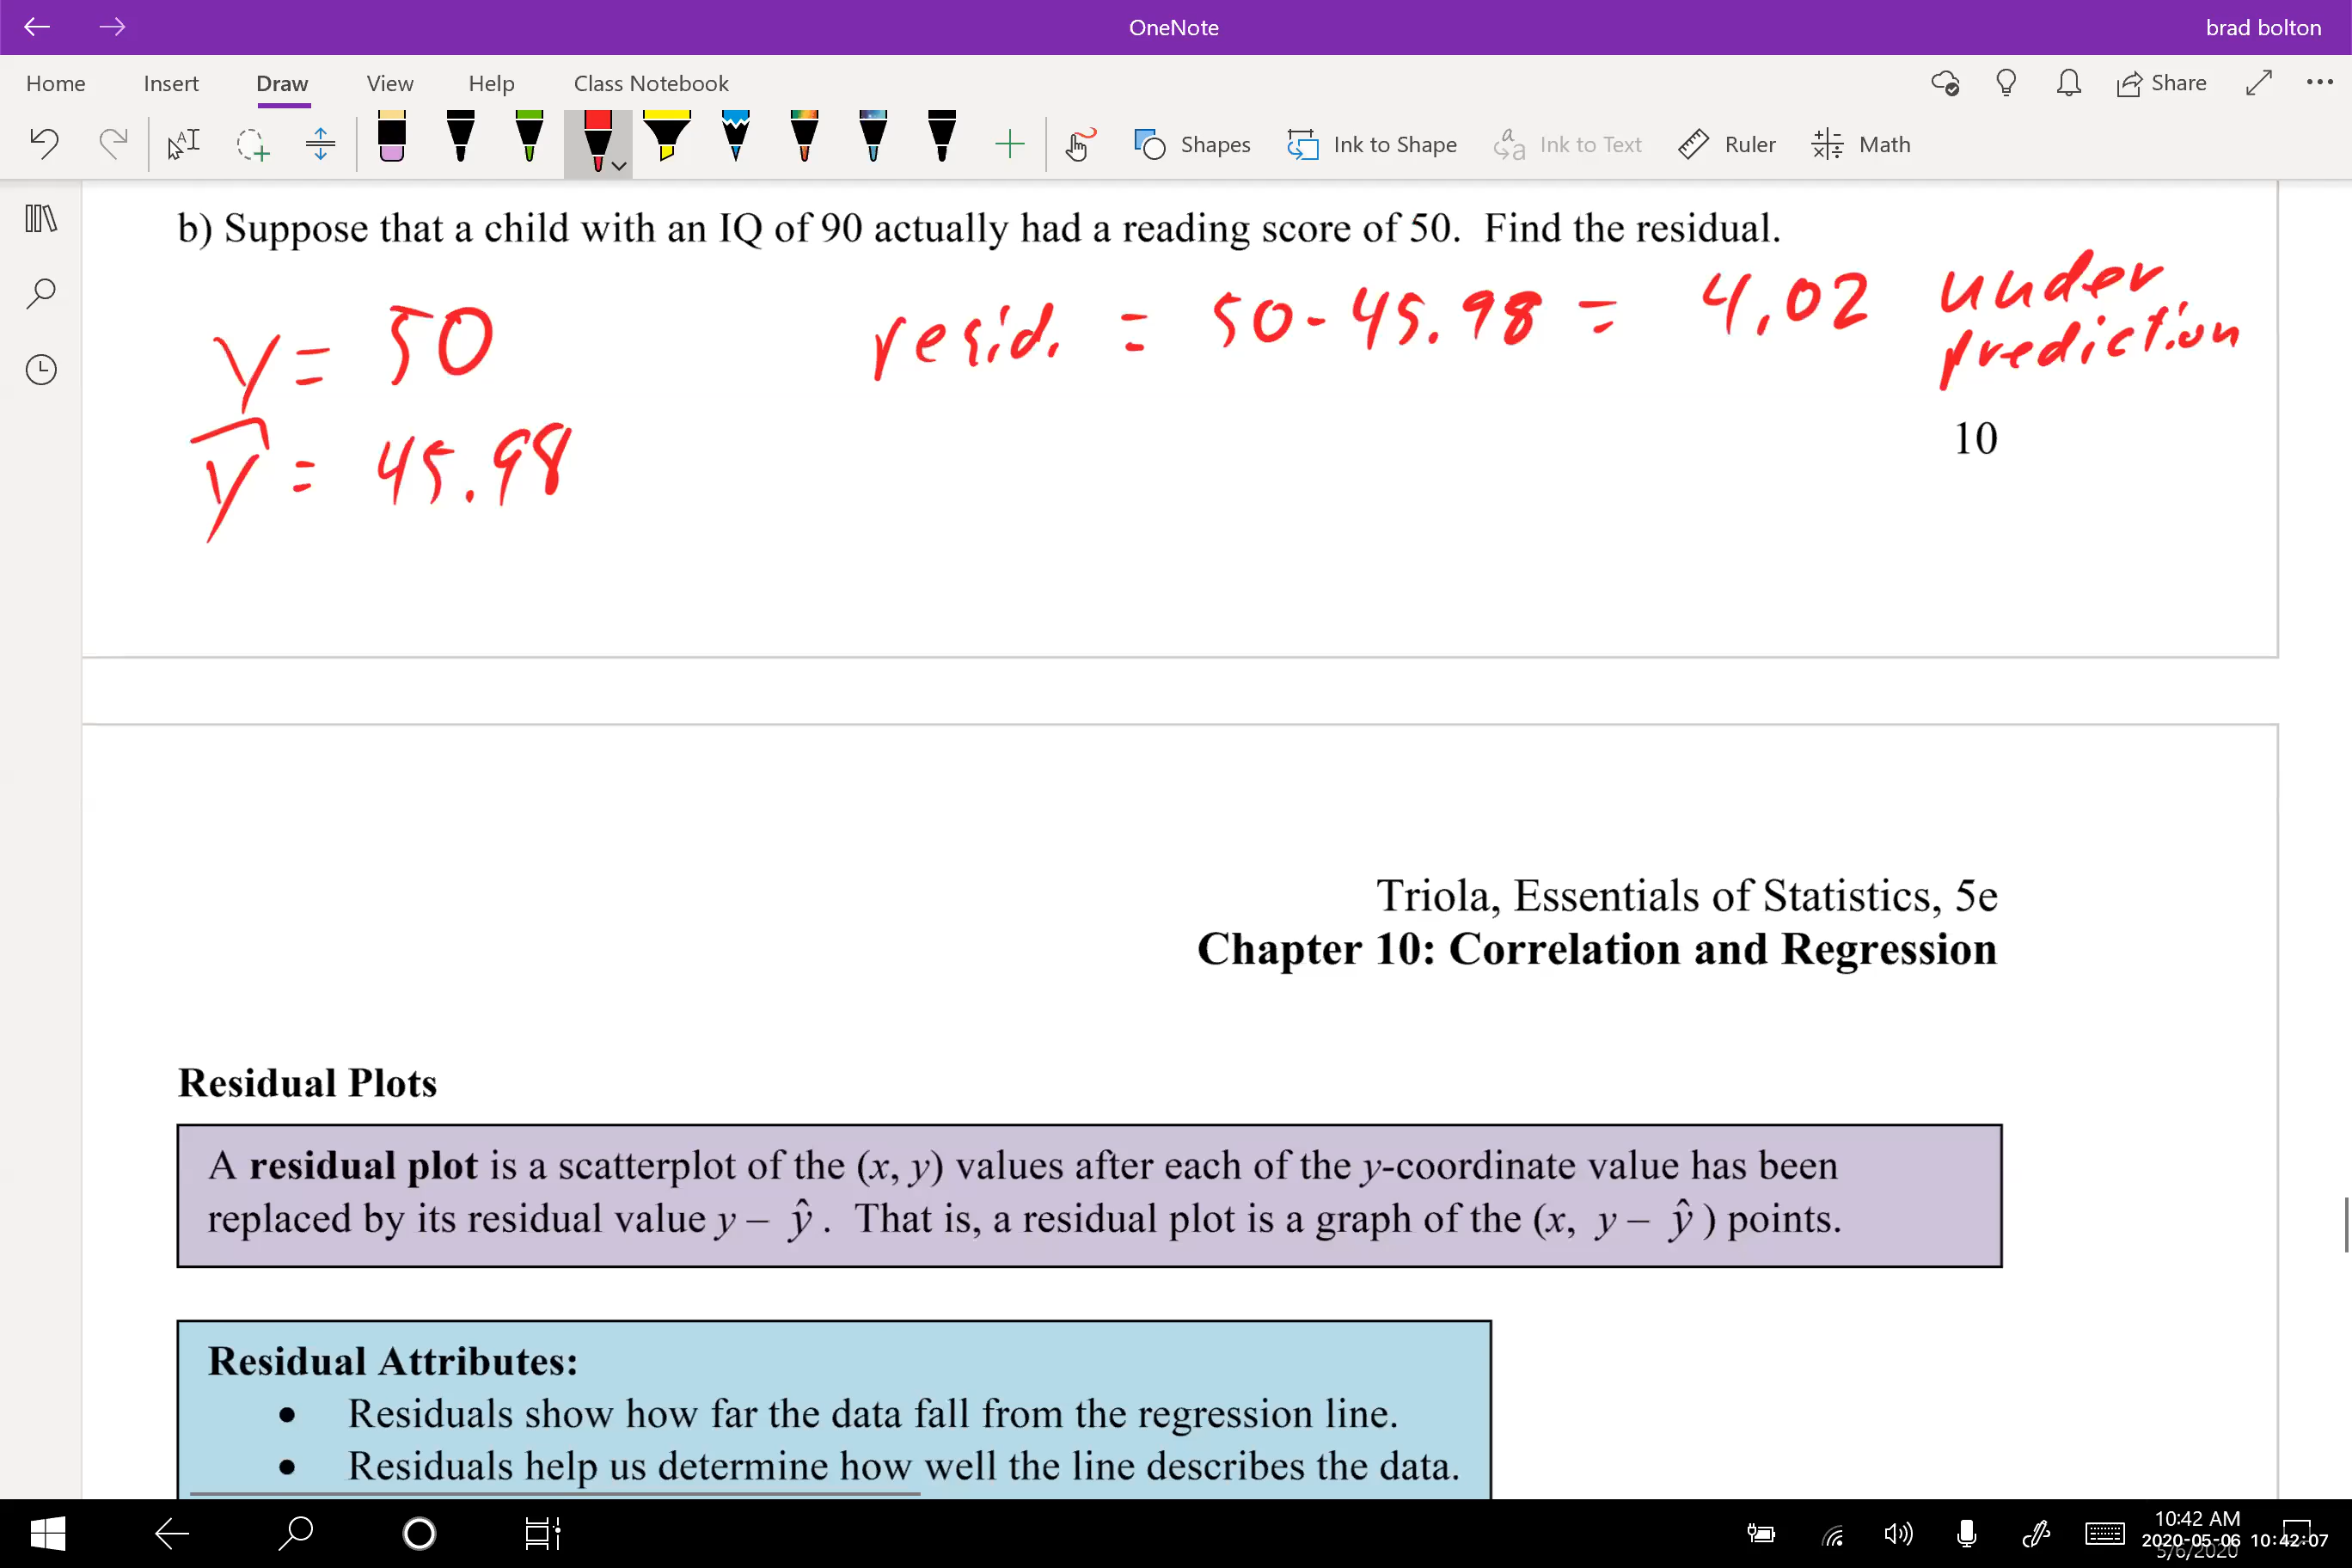 OneNote
brad bolton
Home Insert Draw View Help Class Notebook Share
Shapes Ink to Shape Ink to Text Ruler Math
b) Suppose that a child with an IQ of 90 actually had a reading score of 50. Find the residual.
y = 50
resid. = 50 - 45.98 = 4.02 under prediction
ŷ = 45.98
10
Triola, Essentials of Statistics, 5e
Chapter 10: Correlation and Regression
Residual Plots
A residual plot is a scatterplot of the (x, y) values after each of the y-coordinate value has been
replaced by its residual value y – ŷ . That is, a residual plot is a graph of the (x, y – ŷ ) points.
Residual Attributes:
• Residuals show how far the data fall from the regression line.
• Residuals help us determine how well the line describes the data.
10:42 AM
2020-05-06 10:42:07
5/6/2020